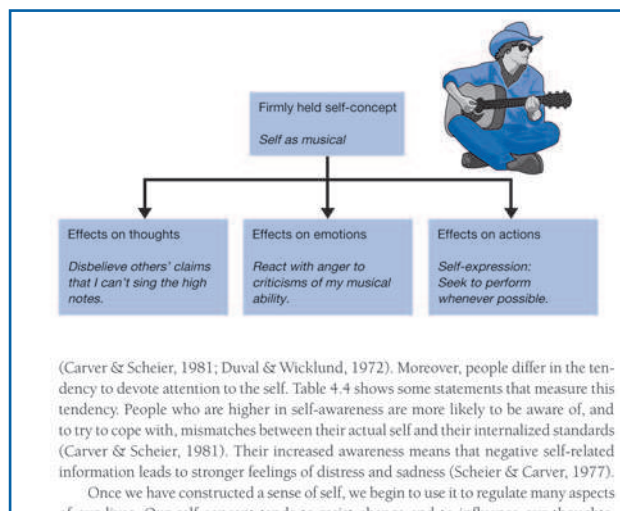 Firmly held self-concept
Self as musical
Effects on thoughts
Disbelieve others' claims
that I can't sing the high
notes.
Effects on emotions
React with anger to
criticisms of my musical
ability.
Effects on actions
Self-expression:
Seek to perform
whenever possible.
(Carver & Scheier, 1981; Duval & Wicklund, 1972). Moreover, people differ in the ten-
dency to devote attention to the self. Table 4.4 shows some statements that measure this
tendency. People who are higher in self-awareness are more likely to be aware of, and
to try to cope with, mismatches between their actual self and their internalized standards
(Carver & Scheier, 1981). Their increased awareness means that negative self-related
information leads to stronger feelings of distress and sadness (Scheier & Carver, 1977).
Once we have constructed a sense of self, we begin to use it to regulate many aspects